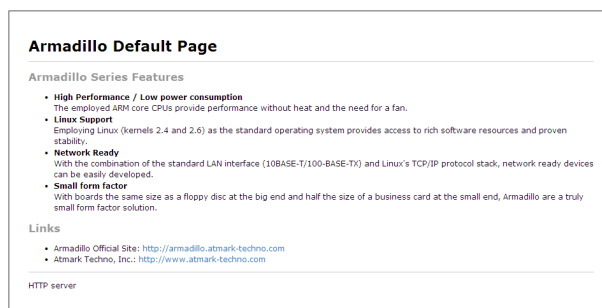 Armadillo Default Page
Armadillo Series Features
• High Performance / Low power consumption
The employed ARM core CPUs provide performance without heat and the need for a fan.
• Linux Support
Employing Linux (kernels 2.4 and 2.6) as the standard operating system provides access to rich software resources and proven
stability.
• Network Ready
With the combination of the standard LAN interface (10BASE-T/100-BASE-TX) and Linux's TCP/IP protocol stack, network ready devices
can be easily developed.
• Small form factor
With boards the same size as a floppy disc at the big end and half the size of a business card at the small end, Armadillo are a truly
small form factor solution.
Links
• Armadillo Official Site: http://armadillo.atmark-techno.com
• Atmark Techno, Inc.: http://www.atmark-techno.com
HTTP server